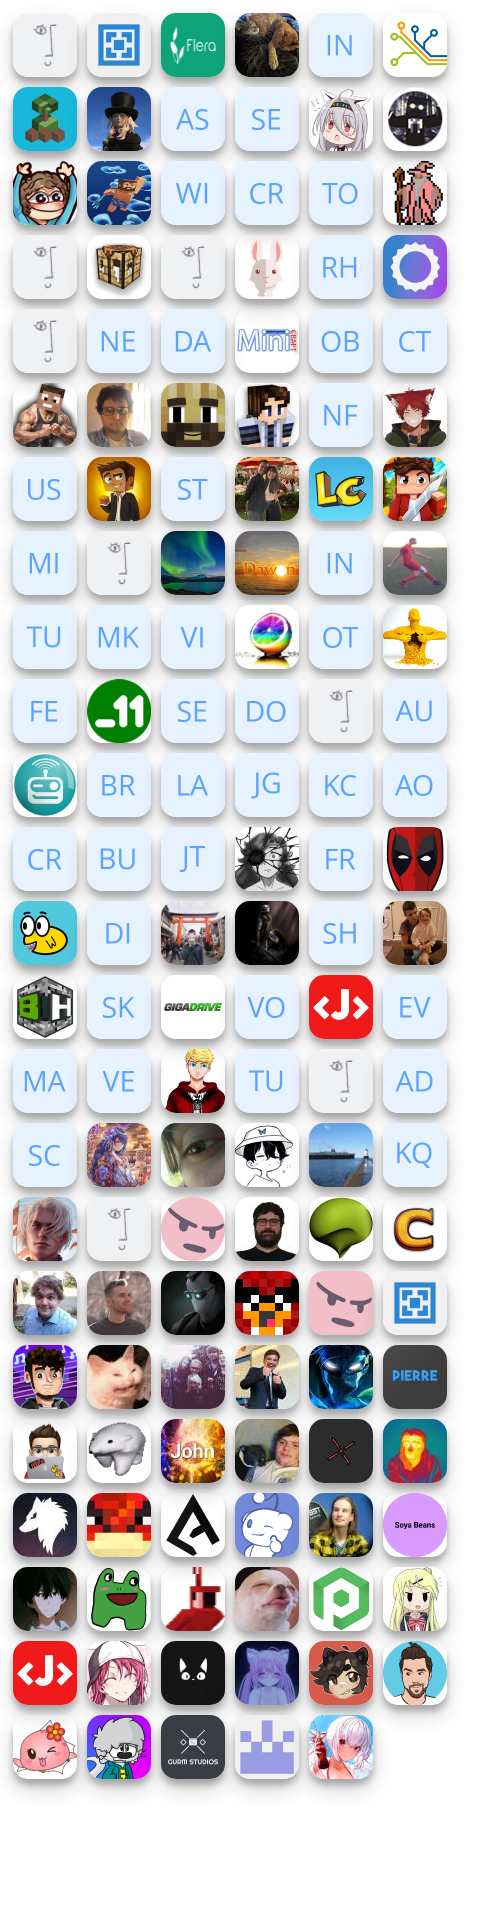 Flera
IN
AS
SE
WI
CR
TO
RH
NE
DA
Mini
CRAFT
OB
CT
NF
US
ST
LC
MI
Dawn
IN
TU
MK
VI
OT
FE
_11
SE
DO
AU
BR
LA
JG
KC
AO
CR
BU
JT
FR
DI
SH
BH
SK
GIGADRIVE
VO
<J>
EV
MA
VE
TU
AD
SC
KQ
C
PIERRE
John
Soya Beans
<J>
GURM STUDIOS